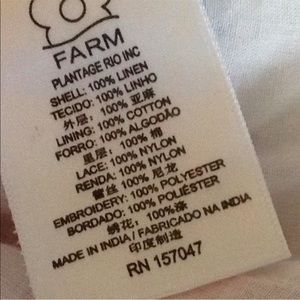 FARM
PLANTAGE RIO INC
SHELL: 100% LINEN
TECIDO: 100% LINHO
外层: 100% 亚麻
LINING: 100% COTTON
FORRO: 100% ALGODÃO
里层: 100% 棉
LACE: 100% NYLON
RENDA: 100% NYLON
蕾丝 100% 尼龙
EMBROIDERY: 100% POLYESTER
BORDADO: 100% POLIÉSTER
绣花: 100% 涤
MADE IN INDIA / FABRICADO NA INDIA
印度制造
RN 157047